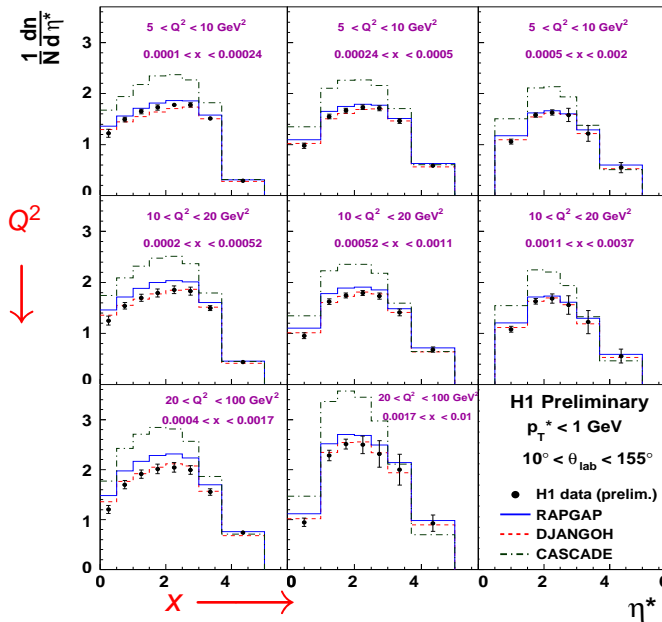 1/N dn/dη*
5 < Q² < 10 GeV²
0.0001 < x < 0.00024
5 < Q² < 10 GeV²
0.00024 < x < 0.0005
5 < Q² < 10 GeV²
0.0005 < x < 0.002
3
2
1
0
10 < Q² < 20 GeV²
0.0002 < x < 0.00052
10 < Q² < 20 GeV²
0.00052 < x < 0.0011
10 < Q² < 20 GeV²
0.0011 < x < 0.0037
3
2
1
0
Q²
20 < Q² < 100 GeV²
0.0004 < x < 0.0017
20 < Q² < 100 GeV²
0.0017 < x < 0.01
3
2
1
0
H1 Preliminary
p_T* < 1 GeV
10° < θ_lab < 155°
H1 data (prelim.)
RAPGAP
DJANGOH
CASCADE
0 2 4 0 2 4 0 2 4 6
x
η*